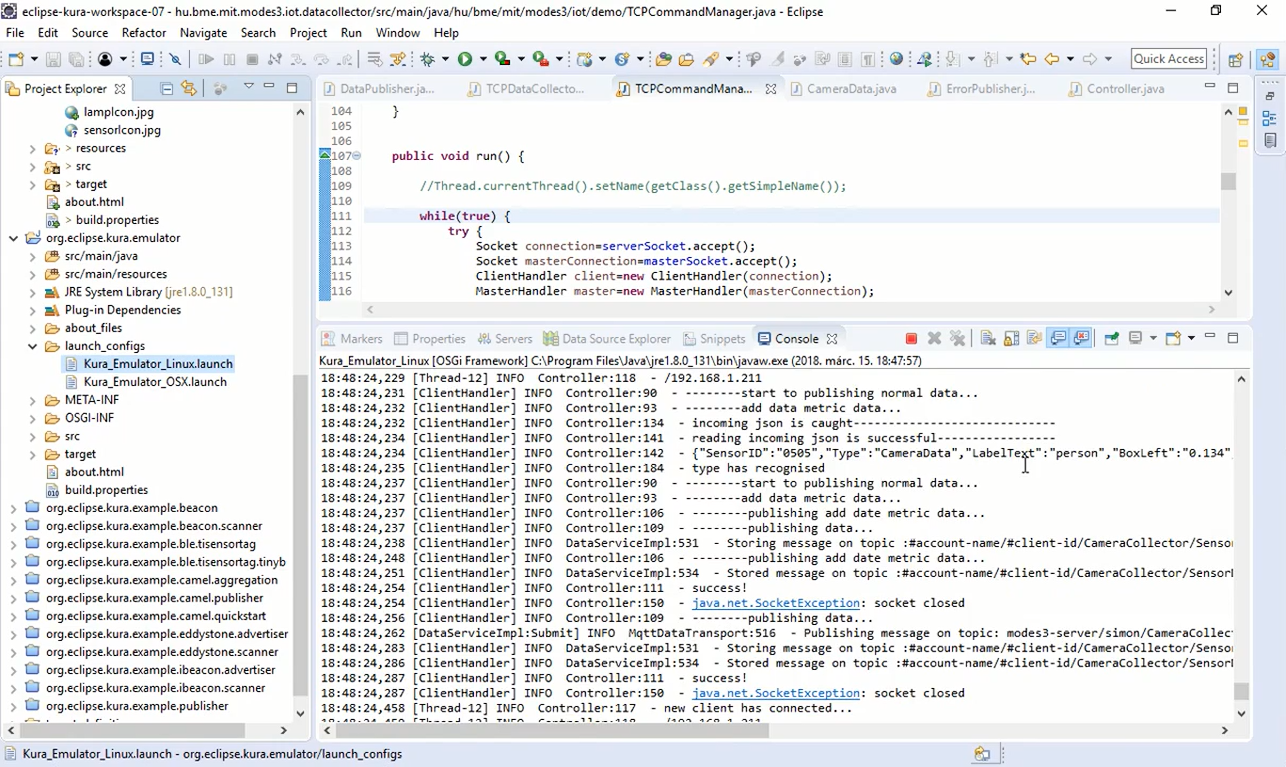 eclipse-kura-workspace-07 - hu.bme.mit.modes3.iot.datacollector/src/main/java/hu/bme/mit/modes3/iot/demo/TCPCommandManager.java - Eclipse
File Edit Source Refactor Navigate Search Project Run Window Help
Quick Access
Project Explorer
lampIcon.jpg
sensorIcon.jpg
> resources
> src
> target
about.html
> build.properties
org.eclipse.kura.emulator
src/main/java
src/main/resources
JRE System Library [jre1.8.0_131]
Plug-in Dependencies
about_files
launch_configs
Kura_Emulator_Linux.launch
Kura_Emulator_OSX.launch
META-INF
OSGI-INF
src
target
about.html
build.properties
org.eclipse.kura.example.beacon
org.eclipse.kura.example.beacon.scanner
org.eclipse.kura.example.ble.tisensortag
org.eclipse.kura.example.ble.tisensortag.tinyb
org.eclipse.kura.example.camel.aggregation
org.eclipse.kura.example.camel.publisher
org.eclipse.kura.example.camel.quickstart
org.eclipse.kura.example.eddystone.advertiser
org.eclipse.kura.example.eddystone.scanner
org.eclipse.kura.example.ibeacon.advertiser
org.eclipse.kura.example.ibeacon.scanner
org.eclipse.kura.example.publisher
DataPublisher.ja... TCPDataCollecto... TCPCommandMana... CameraData.java ErrorPublisher.j... Controller.java
104 }
105
106
107 public void run() {
108
109 //Thread.currentThread().setName(getClass().getSimpleName());
110
111 while(true) {
112 try {
113 Socket connection=serverSocket.accept();
114 Socket masterConnection=masterSocket.accept();
115 ClientHandler client=new ClientHandler(connection);
116 MasterHandler master=new MasterHandler(masterConnection);
Markers Properties Servers Data Source Explorer Snippets Console
Kura_Emulator_Linux [OSGi Framework] C:\Program Files\Java\jre1.8.0_131\bin\javaw.exe (2018. márc. 15. 18:47:57)
18:48:24,229 [Thread-12] INFO Controller:118 - /192.168.1.211
18:48:24,231 [ClientHandler] INFO Controller:90 - --------start to publishing normal data...
18:48:24,232 [ClientHandler] INFO Controller:93 - --------add data metric data...
18:48:24,232 [ClientHandler] INFO Controller:134 - incoming json is caught-----------------------------
18:48:24,234 [ClientHandler] INFO Controller:141 - reading incoming json is successful-----------------
18:48:24,234 [ClientHandler] INFO Controller:142 - {"SensorID":"0505","Type":"CameraData","LabelText":"person","BoxLeft":"0.134"
18:48:24,235 [ClientHandler] INFO Controller:184 - type has recognised
18:48:24,237 [ClientHandler] INFO Controller:90 - --------start to publishing normal data...
18:48:24,237 [ClientHandler] INFO Controller:93 - --------add data metric data...
18:48:24,237 [ClientHandler] INFO Controller:106 - --------publishing add date metric data...
18:48:24,237 [ClientHandler] INFO Controller:109 - --------publishing data...
18:48:24,238 [ClientHandler] INFO DataServiceImpl:531 - Storing message on topic :#account-name/#client-id/CameraCollector/Senso
18:48:24,248 [ClientHandler] INFO Controller:106 - --------publishing add date metric data...
18:48:24,251 [ClientHandler] INFO DataServiceImpl:534 - Stored message on topic :#account-name/#client-id/CameraCollector/Sensor
18:48:24,254 [ClientHandler] INFO Controller:111 - success!
18:48:24,254 [ClientHandler] INFO Controller:150 - java.net.SocketException: socket closed
18:48:24,256 [ClientHandler] INFO Controller:109 - --------publishing data...
18:48:24,262 [DataServiceImpl:Submit] INFO MqttDataTransport:516 - Publishing message on topic: modes3-server/simon/CameraCollec
18:48:24,283 [ClientHandler] INFO DataServiceImpl:531 - Storing message on topic :#account-name/#client-id/CameraCollector/Senso
18:48:24,286 [ClientHandler] INFO DataServiceImpl:534 - Stored message on topic :#account-name/#client-id/CameraCollector/Sensor
18:48:24,287 [ClientHandler] INFO Controller:111 - success!
18:48:24,287 [ClientHandler] INFO Controller:150 - java.net.SocketException: socket closed
18:48:24,458 [Thread-12] INFO Controller:117 - new client has connected...
Kura_Emulator_Linux.launch - org.eclipse.kura.emulator/launch_configs